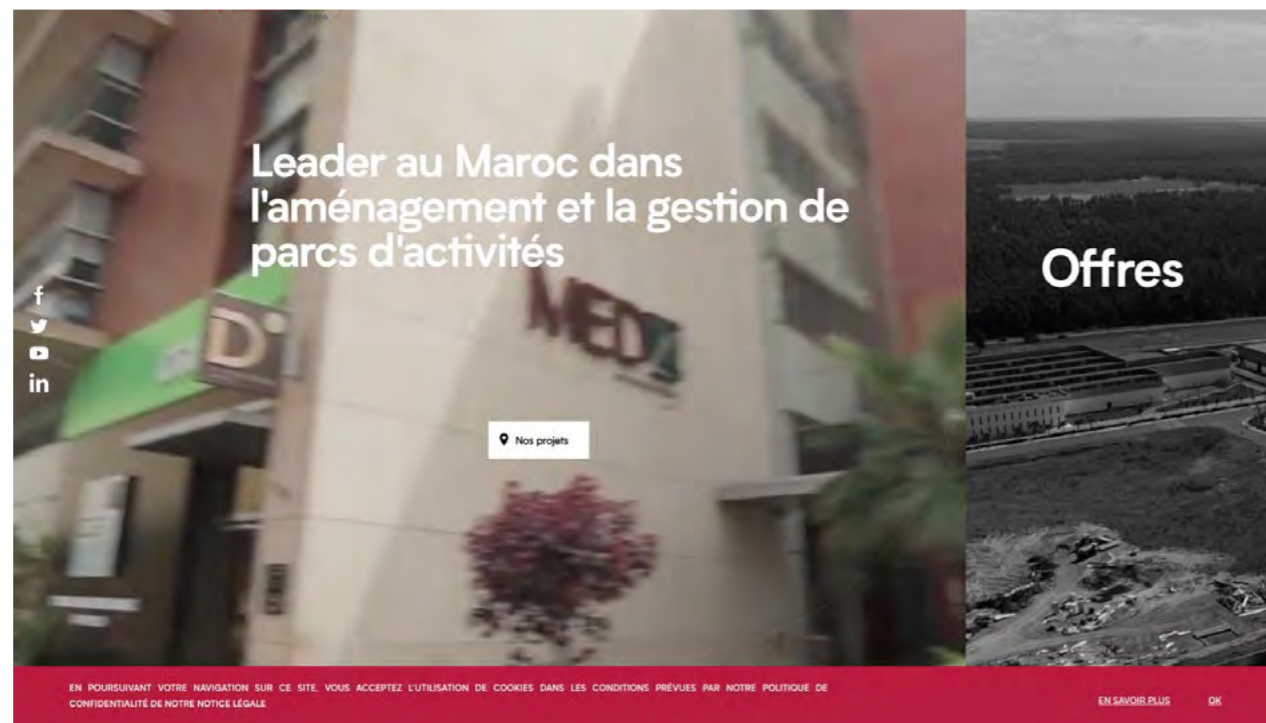 Leader au Maroc dans
l'aménagement et la gestion de
parcs d'activités
Offres
f
in
D
MEDZ
Nos projets
EN POURSUIVANT VOTRE NAVIGATION SUR CE SITE, VOUS ACCEPTEZ L'UTILISATION DE COOKIES DANS LES CONDITIONS PRÉVUES PAR NOTRE POLITIQUE DE
CONFIDENTIALITÉ DE NOTRE NOTICE LÉGALE
EN SAVOIR PLUS
OK